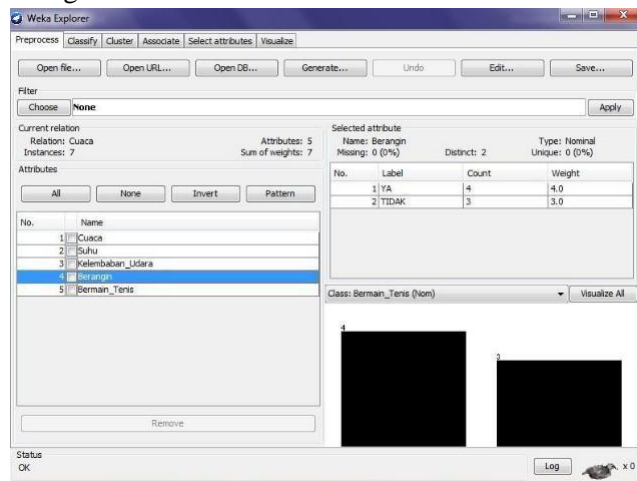 Weka Explorer
Preprocess Classify Cluster Associate Select attributes Visualize
Open file... Open URL... Open DB... Generate... Undo Edit... Save...
Filter
Choose None Apply
Current relation
Relation: Cuaca Attributes: 5
Instances: 7 Sum of weights: 7
Attributes
All None Invert Pattern
No. Name
1 Cuaca
2 Suhu
3 Kelembaban_Udara
4 Berangin
5 Bermain_Tenis
Remove
Selected attribute
Name: Berangin Type: Nominal
Missing: 0 (0%) Distinct: 2 Unique: 0 (0%)
No. Label Count Weight
1 YA 4 4.0
2 TIDAK 3 3.0
Class: Bermain_Tenis (Nom) Visualize All
4
3
Status
OK
Log x 0